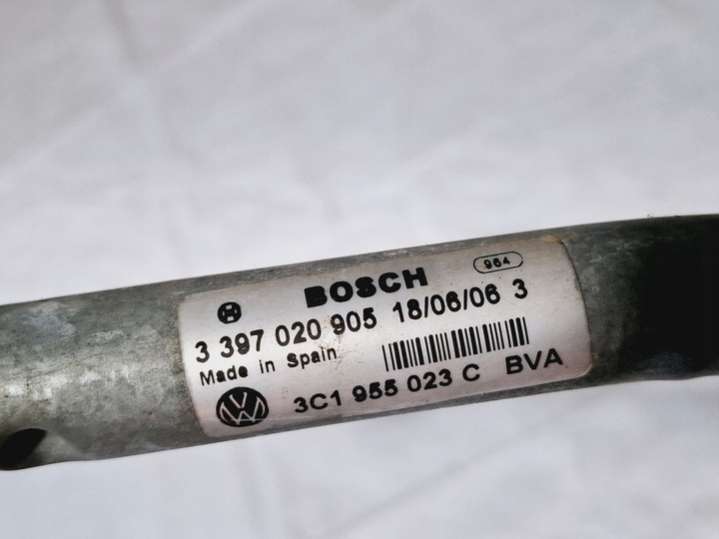 BOSCH 964
3 397 020 905 18/06/06 3
Made in Spain
3C1 955 023 C BVA